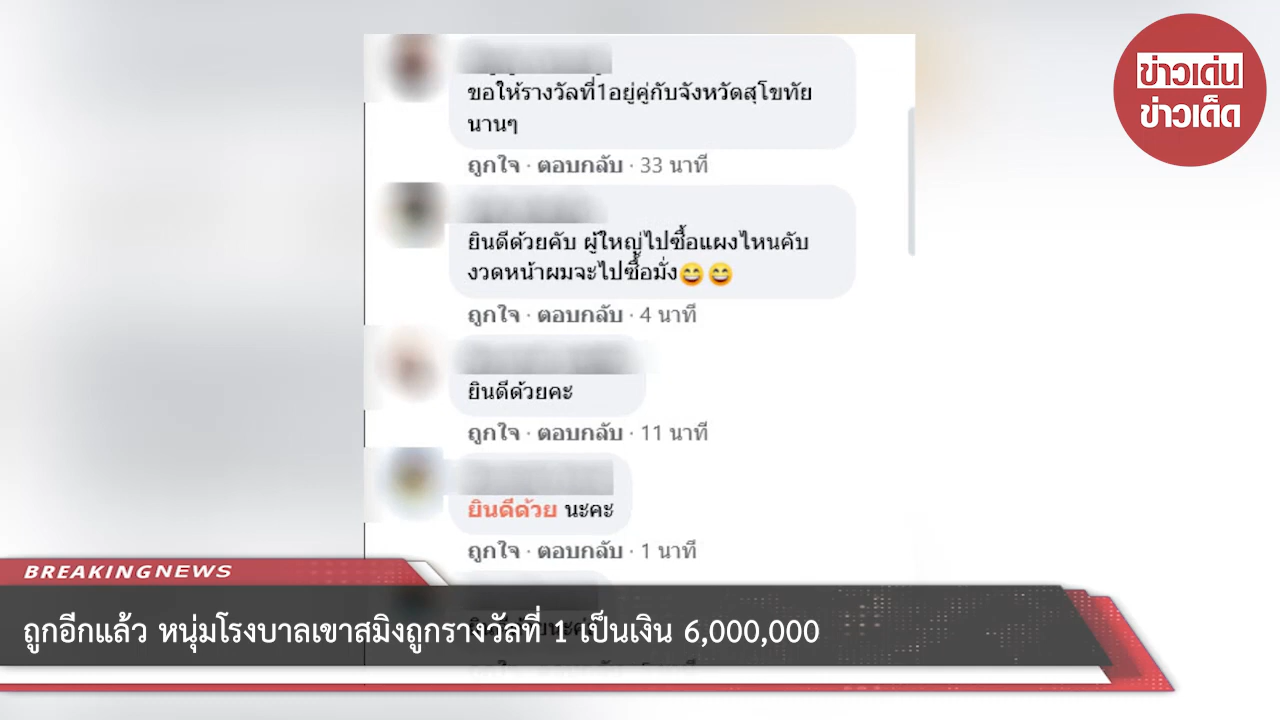 ข่าวเด่น
ข่าวเด็ด
ขอให้รางวัลที่1อยู่คู่กับจังหวัดสุโขทัย
นานๆ
ถูกใจ · ตอบกลับ · 33 นาที
ยินดีด้วยคับ ผู้ใหญ่ไปซื้อแผงไหนคับ
งวดหน้าผมจะไปซื้อมั่ง😄😄
ถูกใจ · ตอบกลับ · 4 นาที
ยินดีด้วยคะ
ถูกใจ · ตอบกลับ · 11 นาที
ยินดีด้วย นะคะ
ถูกใจ · ตอบกลับ · 1 นาที
BREAKINGNEWS
ถูกอีกแล้ว หนุ่มโรงบาลเขาสมิงถูกรางวัลที่ 1 เป็นเงิน 6,000,000